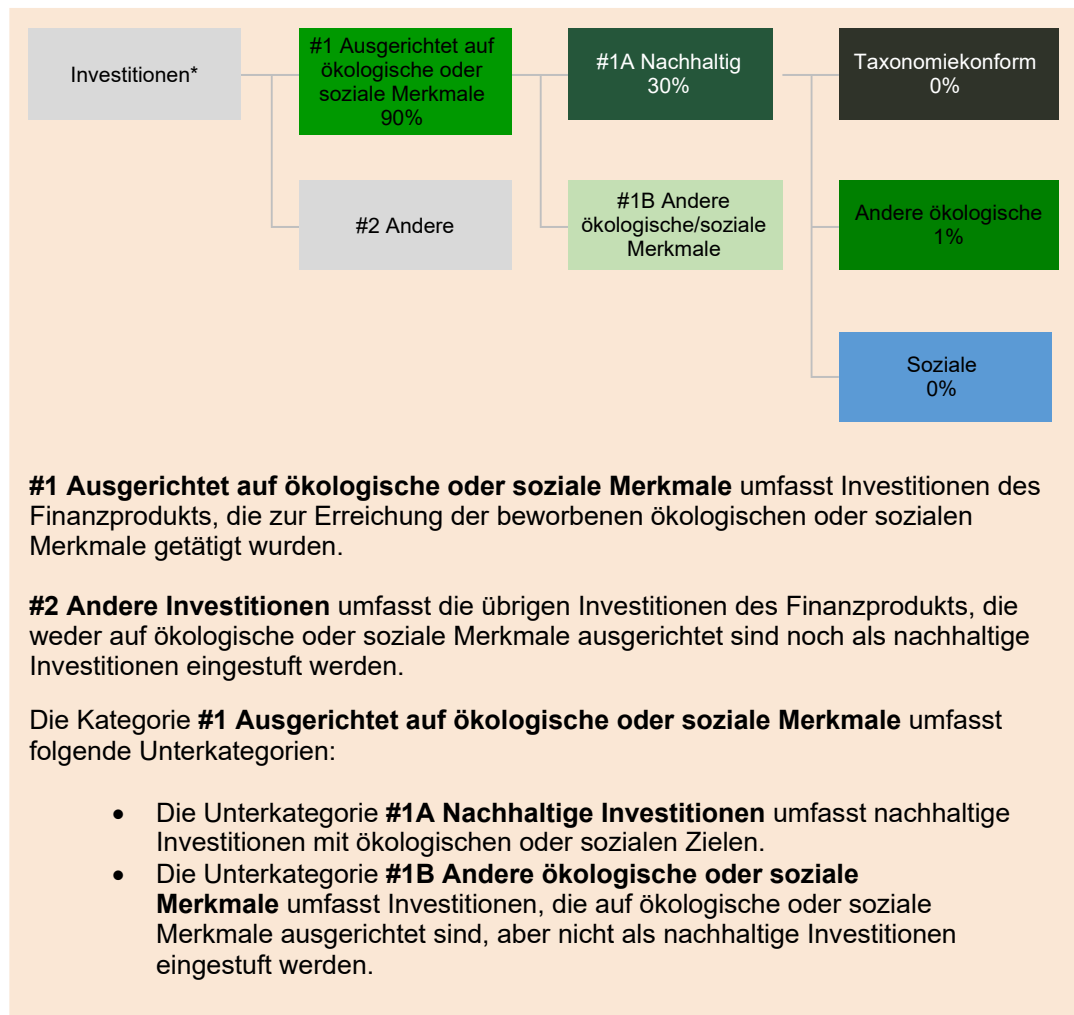 Investitionen*
#1 Ausgerichtet auf
ökologische oder
soziale Merkmale
90%
#1A Nachhaltig
30%
Taxonomiekonform
0%
#2 Andere
#1B Andere
ökologische/soziale
Merkmale
Andere ökologische
1%
Soziale
0%
#1 Ausgerichtet auf ökologische oder soziale Merkmale umfasst Investitionen des
Finanzprodukts, die zur Erreichung der beworbenen ökologischen oder sozialen
Merkmale getätigt wurden.
#2 Andere Investitionen umfasst die übrigen Investitionen des Finanzprodukts, die
weder auf ökologische oder soziale Merkmale ausgerichtet sind noch als nachhaltige
Investitionen eingestuft werden.
Die Kategorie #1 Ausgerichtet auf ökologische oder soziale Merkmale umfasst
folgende Unterkategorien:
• Die Unterkategorie #1A Nachhaltige Investitionen umfasst nachhaltige
Investitionen mit ökologischen oder sozialen Zielen.
• Die Unterkategorie #1B Andere ökologische oder soziale
Merkmale umfasst Investitionen, die auf ökologische oder soziale
Merkmale ausgerichtet sind, aber nicht als nachhaltige Investitionen
eingestuft werden.